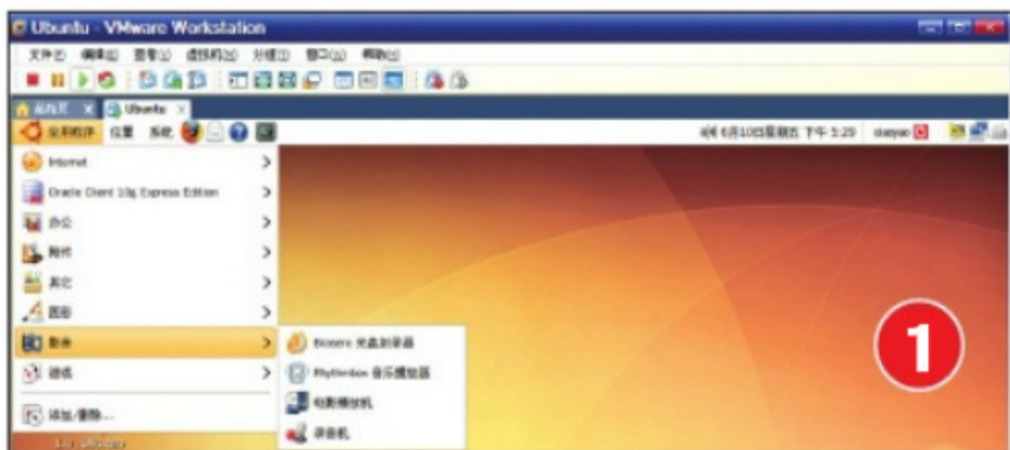 Ubuntu - VMware Workstation
文件(F) 编辑(E) 查看(V) 虚拟机(M) 分组(T) 窗口(W) 帮助(H)
Ubuntu
应用程序 位置 系统 6月10日星期五 下午 5:29
Internet
Oracle Client 10g Express Edition
办公
附件
其它
图形
影音
Brasero 光盘刻录器
游戏
Rhythmbox 音乐播放器
电影播放机
添加/删除...
录音机
1